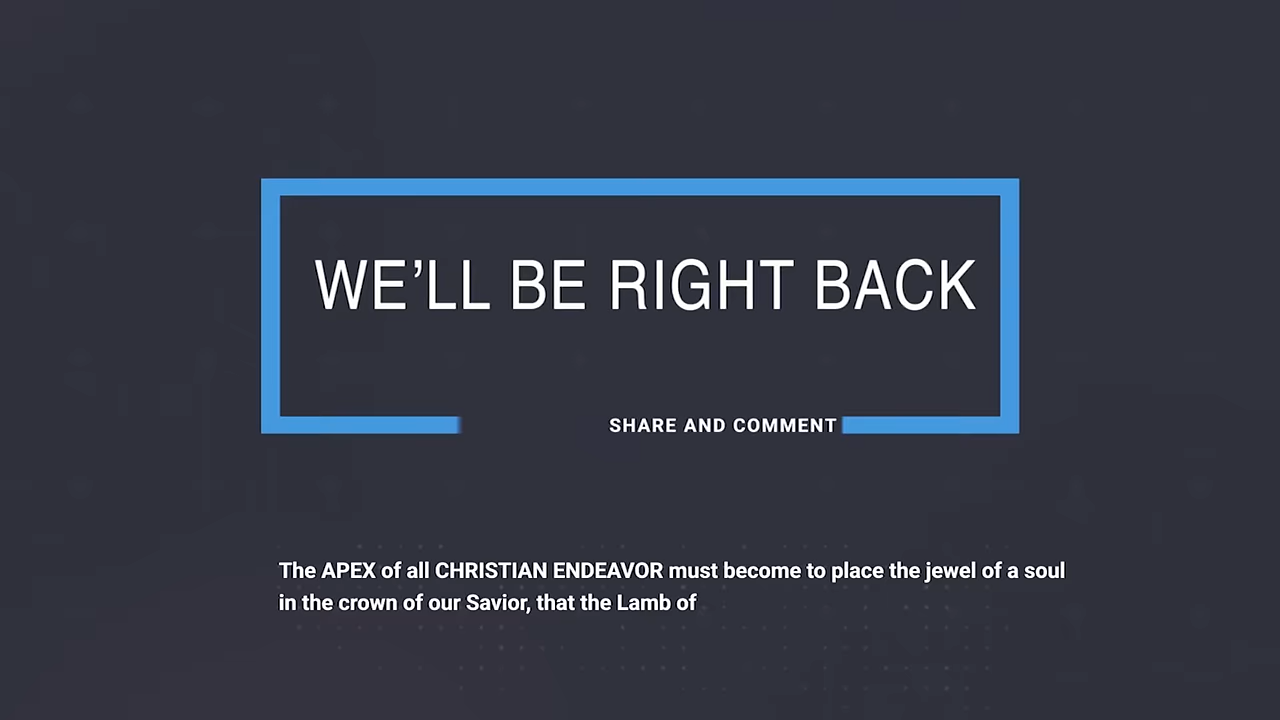 WE’LL BE RIGHT BACK
SHARE AND COMMENT
The APEX of all CHRISTIAN ENDEAVOR must become to place the jewel of a soul
in the crown of our Savior, that the Lamb of